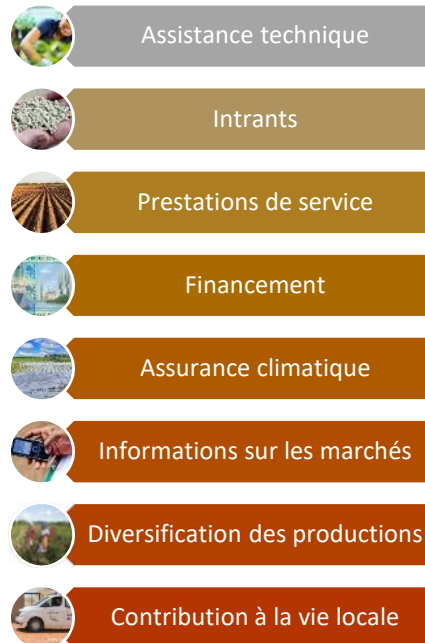 Assistance technique
Intrants
Prestations de service
Financement
Assurance climatique
Informations sur les marchés
Diversification des productions
Contribution à la vie locale